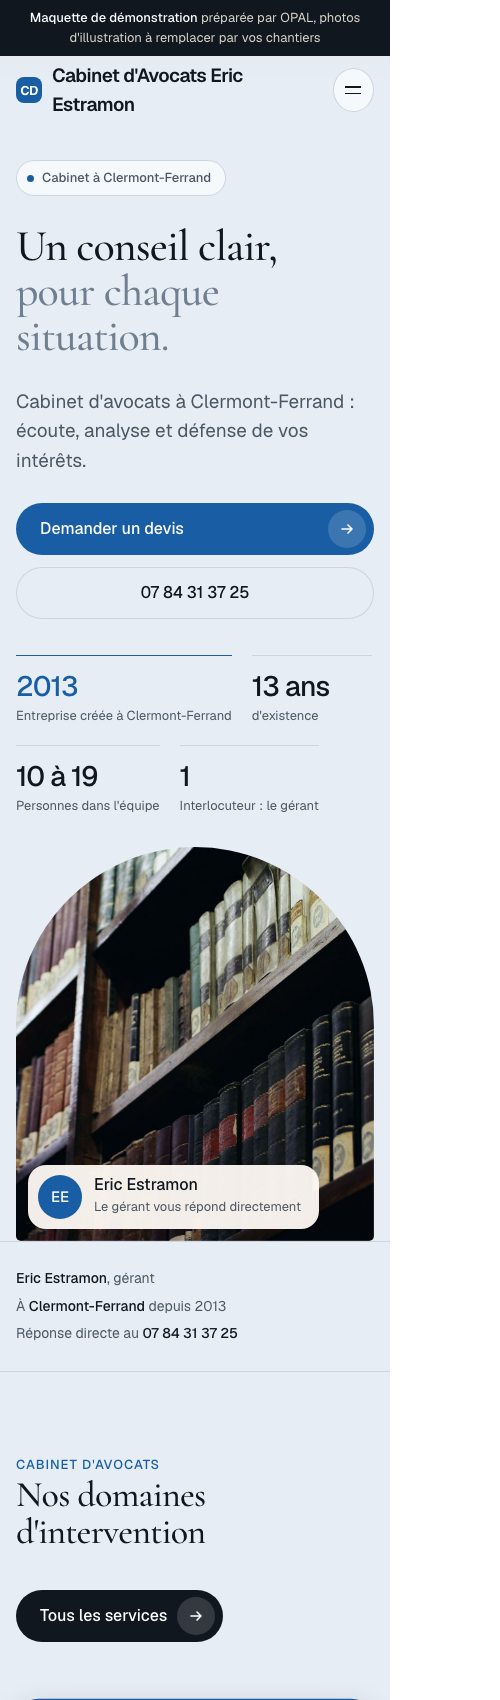 Maquette de démonstration préparée par OPAL, photos
d'illustration à remplacer par vos chantiers
CD
Cabinet d'Avocats Eric
Estramon
Cabinet à Clermont-Ferrand
Un conseil clair,
pour chaque
situation.
Cabinet d'avocats à Clermont-Ferrand :
écoute, analyse et défense de vos
intérêts.
Demander un devis
07 84 31 37 25
2013
Entreprise créée à Clermont-Ferrand
13 ans
d'existence
10 à 19
Personnes dans l'équipe
1
Interlocuteur : le gérant
EE
Eric Estramon
Le gérant vous répond directement
Eric Estramon, gérant
À Clermont-Ferrand depuis 2013
Réponse directe au 07 84 31 37 25
CABINET D'AVOCATS
Nos domaines
d'intervention
Tous les services